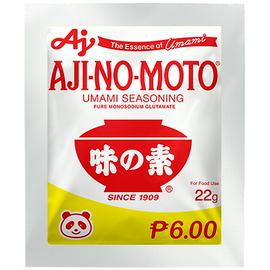 Aj
The Essence of Umami
AJI-NO-MOTO®
UMAMI SEASONING
PURE MONOSODIUM GLUTAMATE
味の素
SINCE 1909
For Food Use
22g
₱6.00